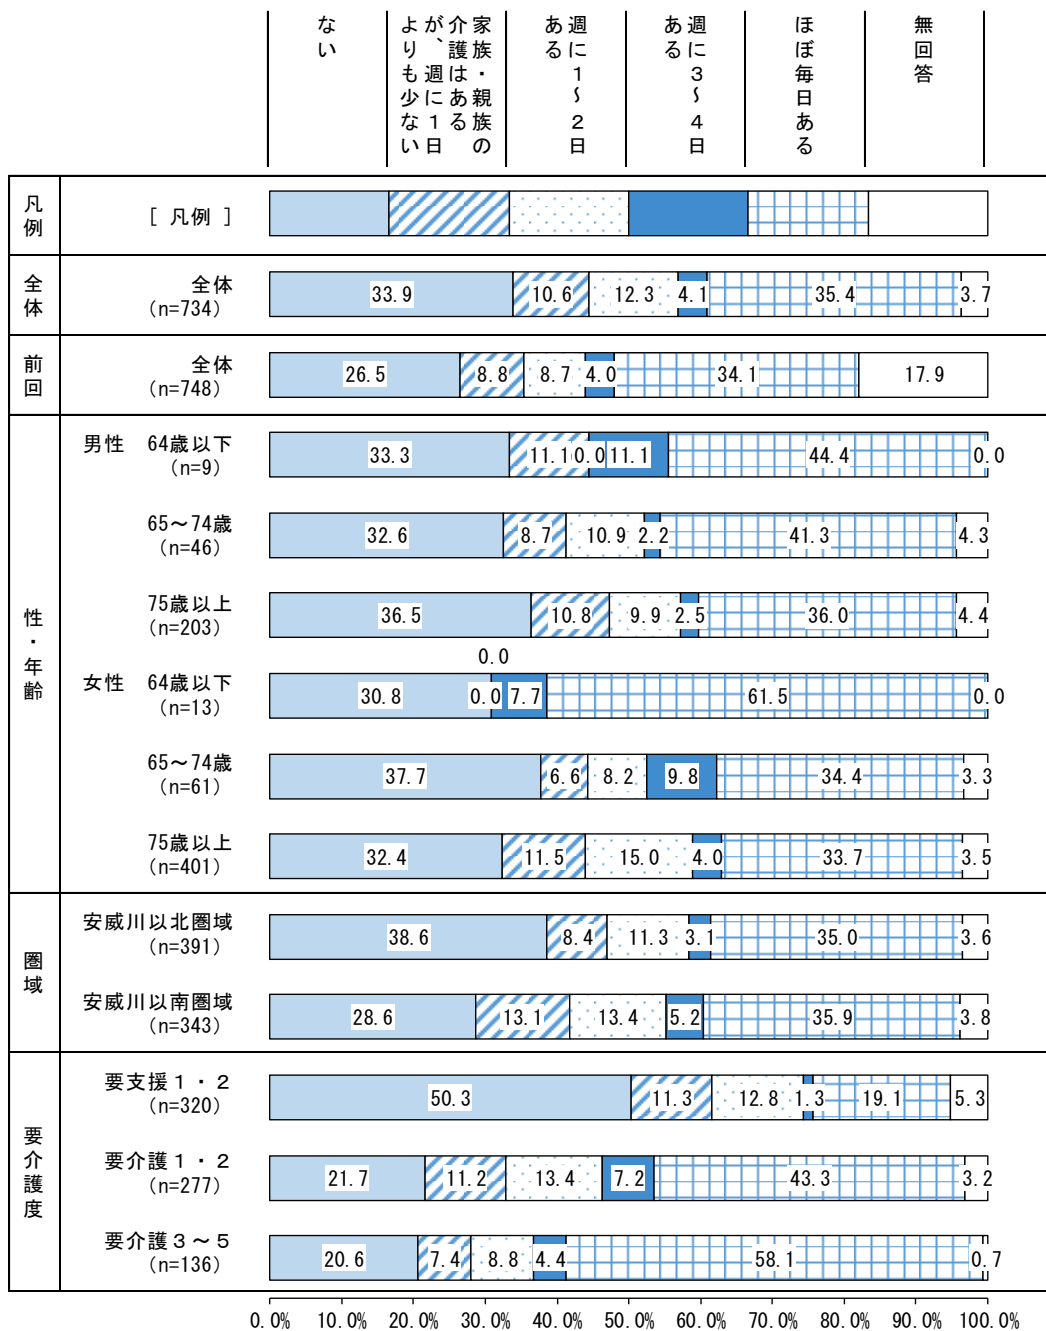 ない
家族・親族の
介護はある
が、週に1日
よりも少ない
週に1～2日
ある
週に3～4日
ある
ほぼ毎日ある
無回答
凡例
[ 凡例 ]
全体
全体
(n=734)
33.9 10.6 12.3 4.1 35.4 3.7
前回
全体
(n=748)
26.5 8.8 8.7 4.0 34.1 17.9
性・年齢
男性 64歳以下
(n=9)
33.3 11.1 0.0 11.1 44.4 0.0
65～74歳
(n=46)
32.6 8.7 10.9 2.2 41.3 4.3
75歳以上
(n=203)
36.5 10.8 9.9 2.5 36.0 4.4
0.0
女性 64歳以下
(n=13)
30.8 0.0 7.7 61.5 0.0
65～74歳
(n=61)
37.7 6.6 8.2 9.8 34.4 3.3
75歳以上
(n=401)
32.4 11.5 15.0 4.0 33.7 3.5
圏域
安威川以北圏域
(n=391)
38.6 8.4 11.3 3.1 35.0 3.6
安威川以南圏域
(n=343)
28.6 13.1 13.4 5.2 35.9 3.8
要介護度
要支援1・2
(n=320)
50.3 11.3 12.8 1.3 19.1 5.3
要介護1・2
(n=277)
21.7 11.2 13.4 7.2 43.3 3.2
要介護3～5
(n=136)
20.6 7.4 8.8 4.4 58.1 0.7
0.0% 10.0% 20.0% 30.0% 40.0% 50.0% 60.0% 70.0% 80.0% 90.0% 100.0%